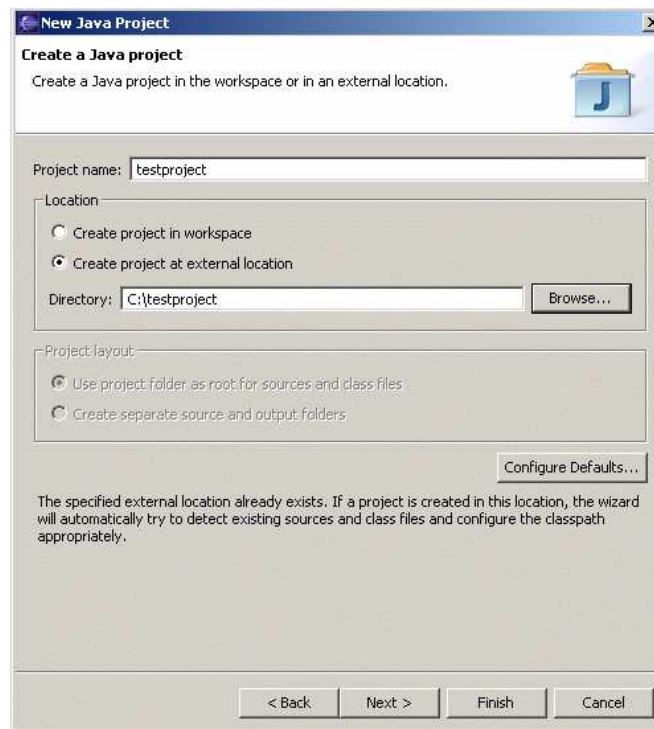 New Java Project
Create a Java project
Create a Java project in the workspace or in an external location.
J
Project name: testproject
Location
Create project in workspace
Create project at external location
Directory: C:\testproject Browse...
Project layout
Use project folder as root for sources and class files
Create separate source and output folders
Configure Defaults...
The specified external location already exists. If a project is created in this location, the wizard
will automatically try to detect existing sources and class files and configure the classpath
appropriately.
< Back Next > Finish Cancel